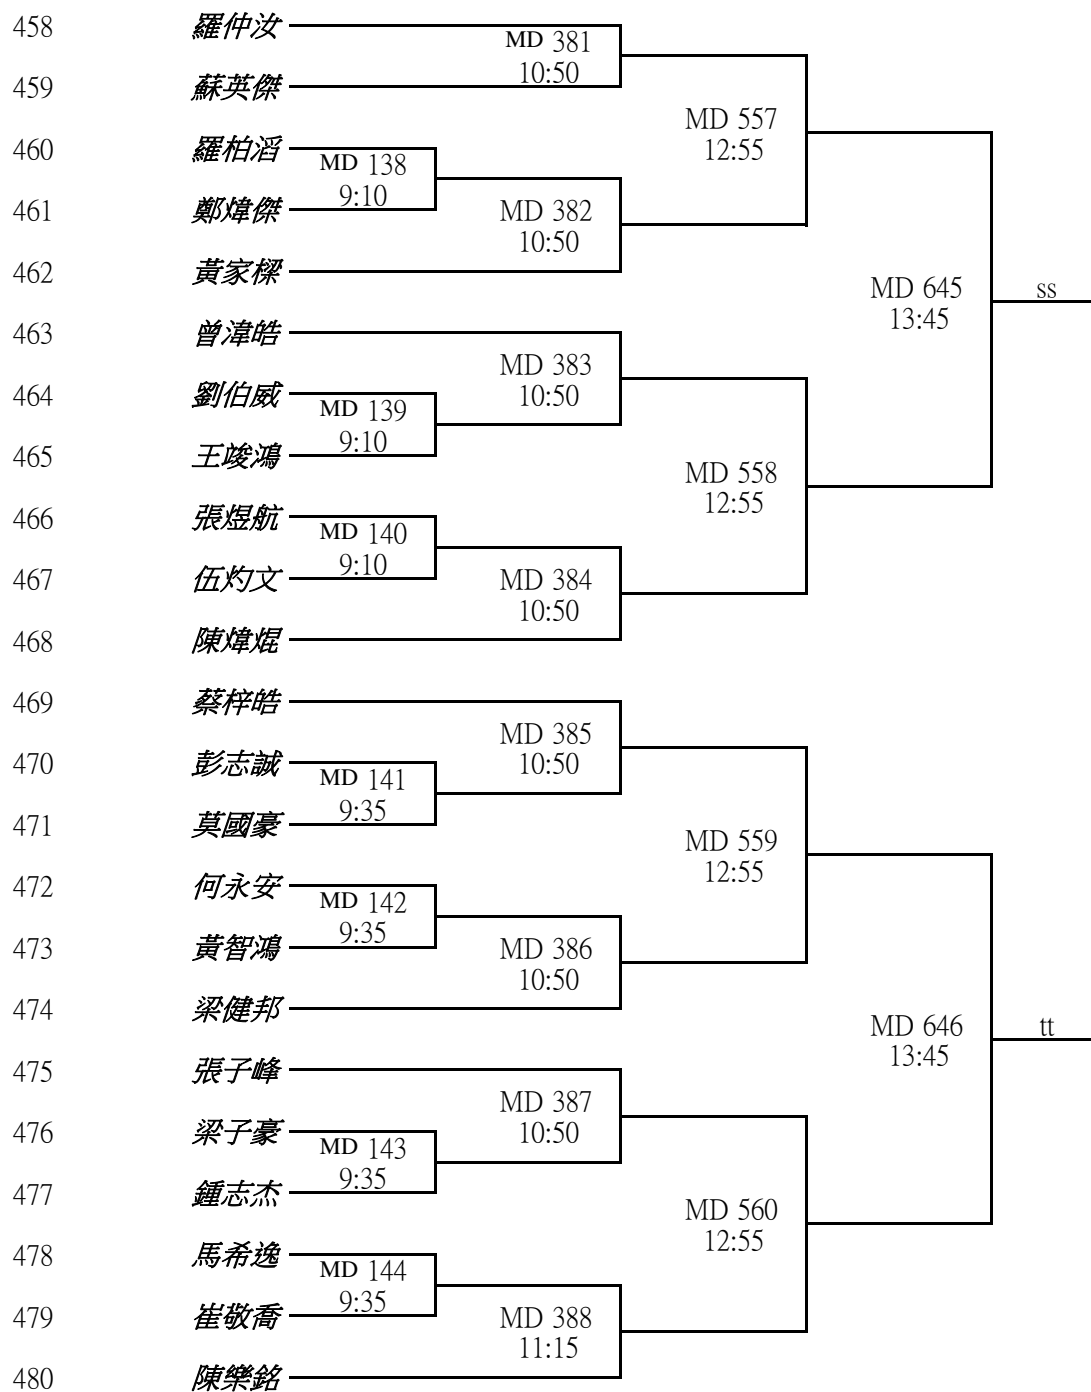 458 羅仲汝
MD 381
10:50
459 蘇英傑
MD 557
12:55
460 羅柏滔
MD 138
9:10
461 鄭煒傑
MD 382
10:50
462 黃家樑
MD 645
13:45
ss
463 曾湋皓
MD 383
10:50
464 劉伯威
MD 139
9:10
465 王竣鴻
MD 558
12:55
466 張煜航
MD 140
9:10
467 伍灼文
MD 384
10:50
468 陳煒焜
469 蔡梓皓
MD 385
10:50
470 彭志誠
MD 141
9:35
471 莫國豪
MD 559
12:55
472 何永安
MD 142
9:35
473 黃智鴻
MD 386
10:50
474 梁健邦
MD 646
13:45
tt
475 張子峰
MD 387
10:50
476 梁子豪
MD 143
9:35
477 鍾志杰
MD 560
12:55
478 馬希逸
MD 144
9:35
479 崔敬喬
MD 388
11:15
480 陳樂銘